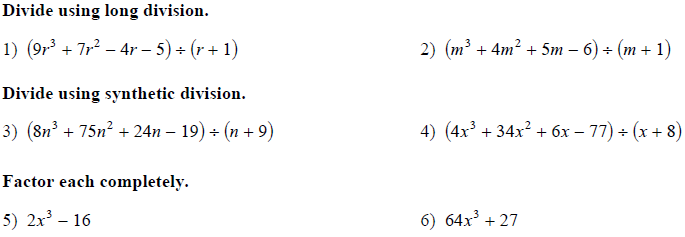 Divide using long division.
1) (9r³ + 7r² – 4r – 5) ÷ (r + 1) 2) (m³ + 4m² + 5m – 6) ÷ (m + 1)
Divide using synthetic division.
3) (8n³ + 75n² + 24n – 19) ÷ (n + 9) 4) (4x³ + 34x² + 6x – 77) ÷ (x + 8)
Factor each completely.
5) 2x³ – 16 6) 64x³ + 27